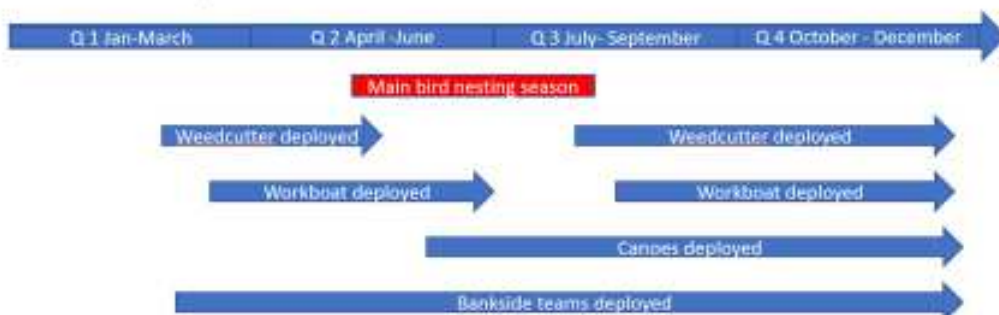 Q 1 Jan-March
Q 2 April -June
Q 3 July- September
Q 4 October - December
Main bird nesting season
Weedcutter deployed
Weedcutter deployed
Workboat deployed
Workboat deployed
Canoes deployed
Bankside teams deployed